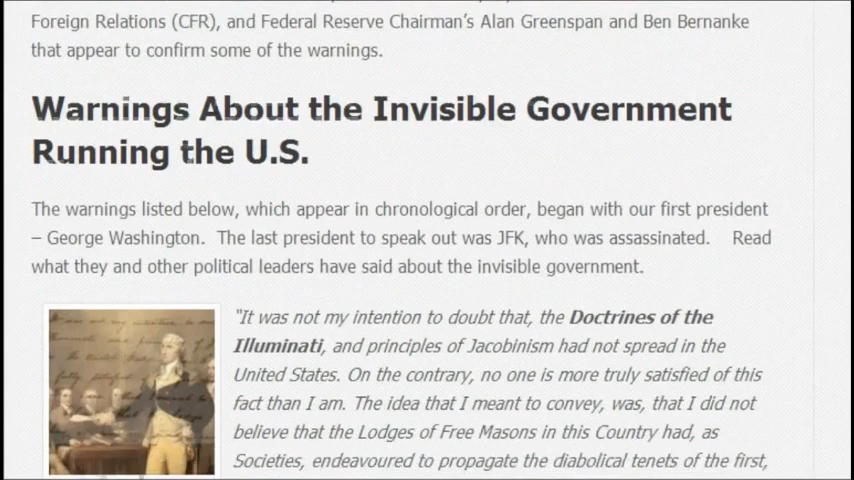 Foreign Relations (CFR), and Federal Reserve Chairman's Alan Greenspan and Ben Bernanke
that appear to confirm some of the warnings.
Warnings About the Invisible Government
Running the U.S.
The warnings listed below, which appear in chronological order, began with our first president
– George Washington. The last president to speak out was JFK, who was assassinated. Read
what they and other political leaders have said about the invisible government.
"It was not my intention to doubt that, the Doctrines of the
Illuminati, and principles of Jacobinism had not spread in the
United States. On the contrary, no one is more truly satisfied of this
fact than I am. The idea that I meant to convey, was, that I did not
believe that the Lodges of Free Masons in this Country had, as
Societies, endeavoured to propagate the diabolical tenets of the first,